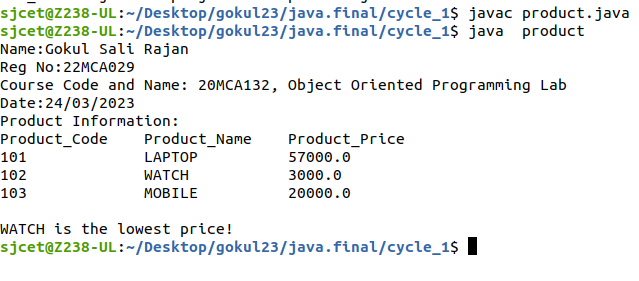 sjcet@Z238-UL:~/Desktop/gokul23/java.final/cycle_1$ javac product.java
sjcet@Z238-UL:~/Desktop/gokul23/java.final/cycle_1$ java  product
Name:Gokul Sali Rajan
Reg No:22MCA029
Course Code and Name: 20MCA132, Object Oriented Programming Lab
Date:24/03/2023
Product Information:
Product_Code    Product_Name    Product_Price
101             LAPTOP          57000.0
102             WATCH           3000.0
103             MOBILE          20000.0
WATCH is the lowest price!
sjcet@Z238-UL:~/Desktop/gokul23/java.final/cycle_1$